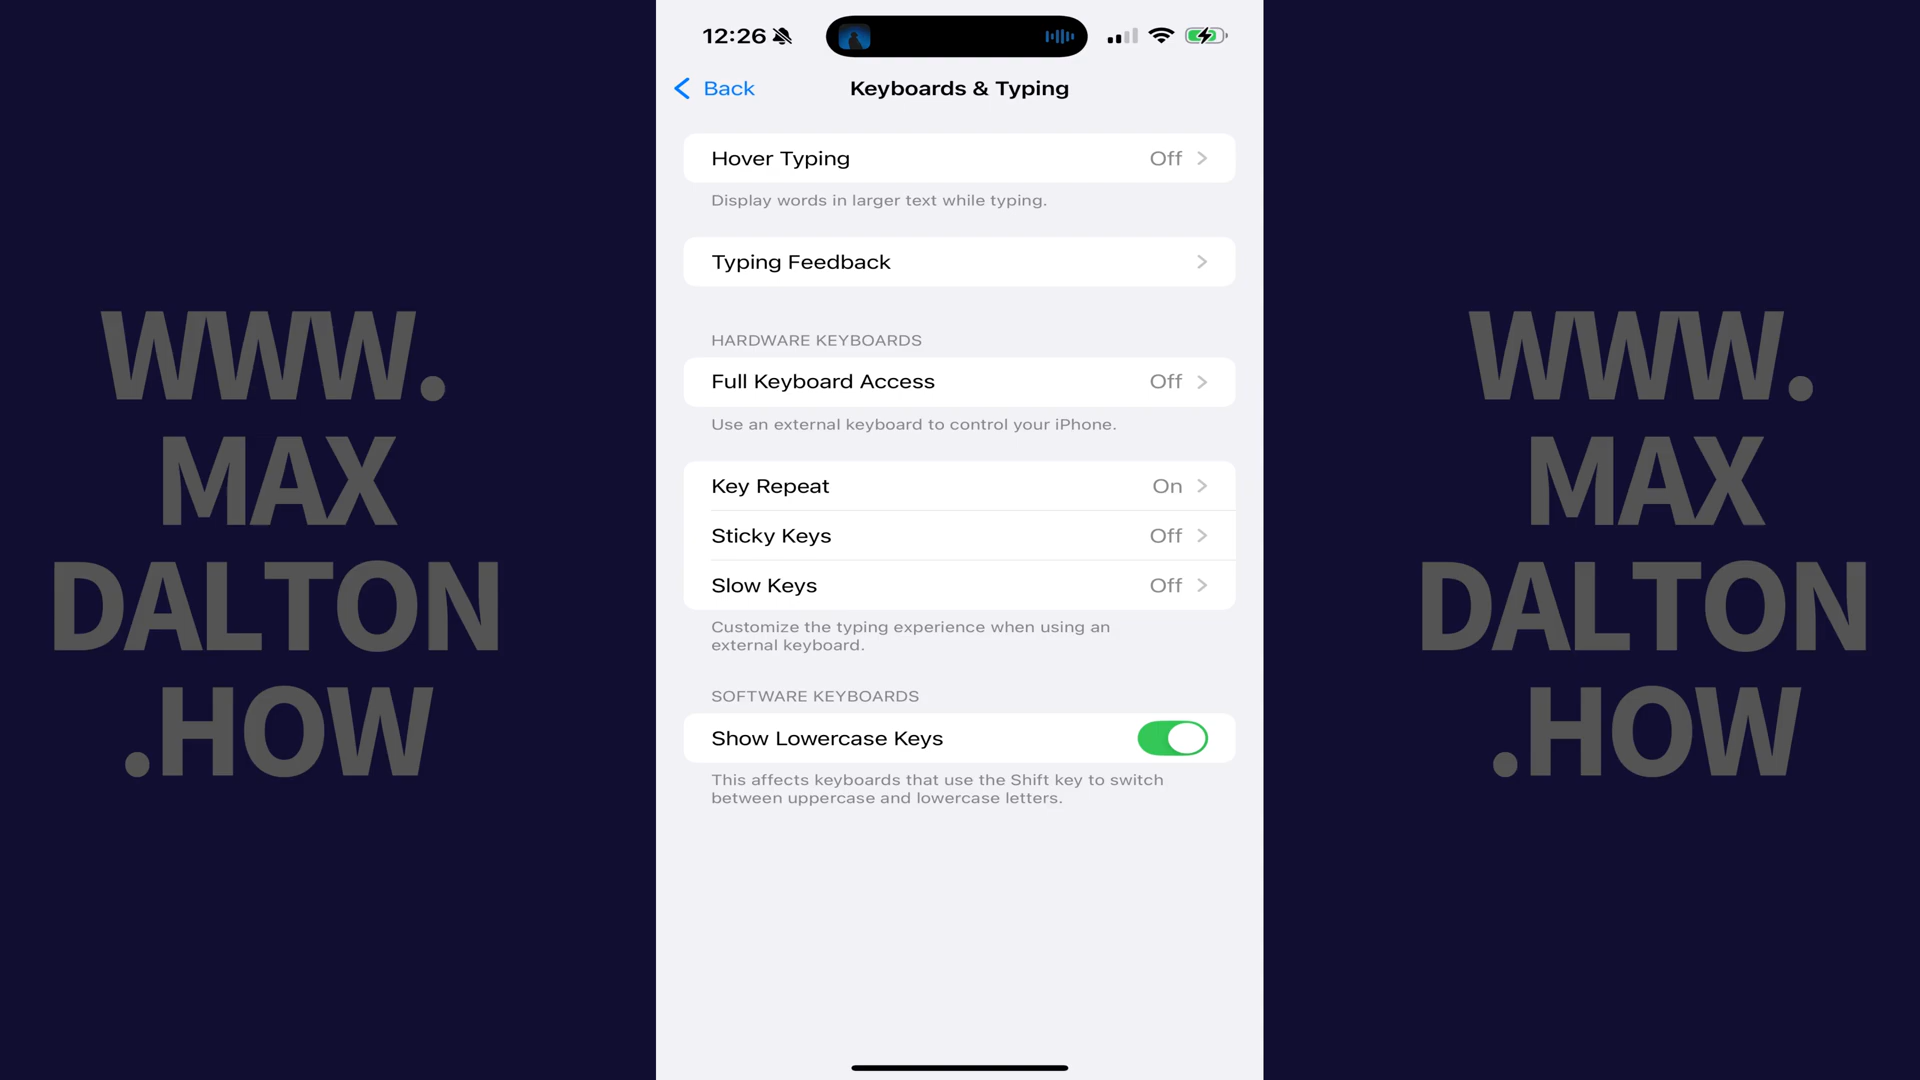 WWW.
MAX
DALTON
.HOW
12:26
Back
Keyboards & Typing
Hover Typing
Off
Display words in larger text while typing.
Typing Feedback
HARDWARE KEYBOARDS
Full Keyboard Access
Off
Use an external keyboard to control your iPhone.
Key Repeat
On
Sticky Keys
Off
Slow Keys
Off
Customize the typing experience when using an
external keyboard.
SOFTWARE KEYBOARDS
Show Lowercase Keys
This affects keyboards that use the Shift key to switch
between uppercase and lowercase letters.
WWW.
MAX
DALTON
.HOW